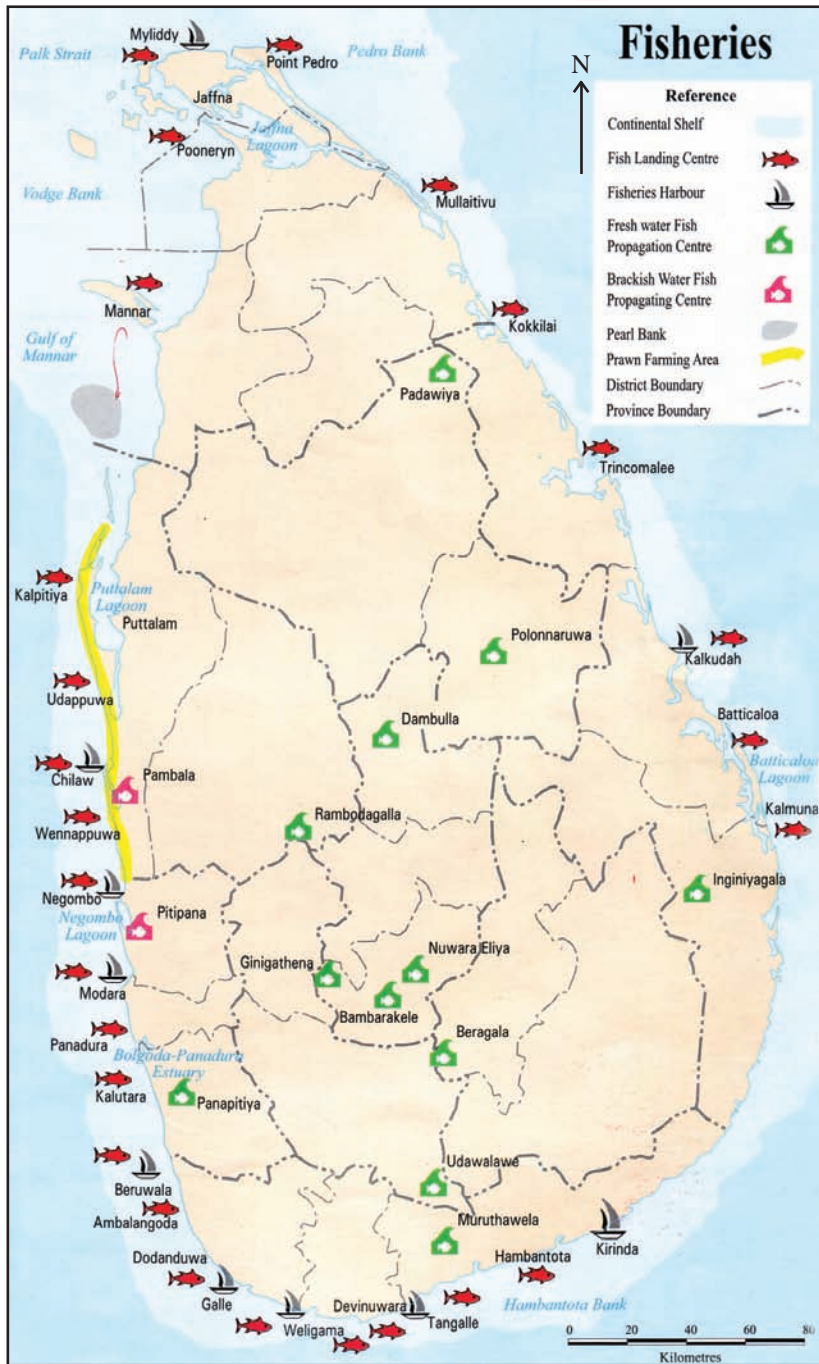 Fisheries
N
Reference
Continental Shelf
Fish Landing Centre
Fisheries Harbour
Fresh water Fish
Propagation Centre
Brackish Water Fish
Propagating Centre
Pearl Bank
Prawn Farming Area
District Boundary
Province Boundary
Myliddy
Palk Strait
Point Pedro
Pedro Bank
Jaffna
Jaffna
Lagoon
Pooneryn
Vodge Bank
Mullaitivu
Mannar
Gulf of
Mannar
Kokkilai
Padawiya
Trincomalee
Kalpitiya
Puttalam
Lagoon
Puttalam
Polonnaruwa
Kalkudah
Udappuwa
Dambulla
Batticaloa
Batticaloa
Lagoon
Chilaw
Pambala
Wennappuwa
Rambodagalla
Kalmuna
Negombo
Negombo
Lagoon
Pitipana
Inginiyagala
Ginigathena
Nuwara Eliya
Bambarakele
Modara
Panadura
Bolgoda-Panadura
Estuary
Beragala
Kalutara
Panapitiya
Beruwala
Udawalawe
Ambalangoda
Muruthawela
Kirinda
Dodanduwa
Hambantota
Galle
Devinuwara
Hambantota Bank
Weligama
Tangalle
0 20 40 60 80
Kilometres